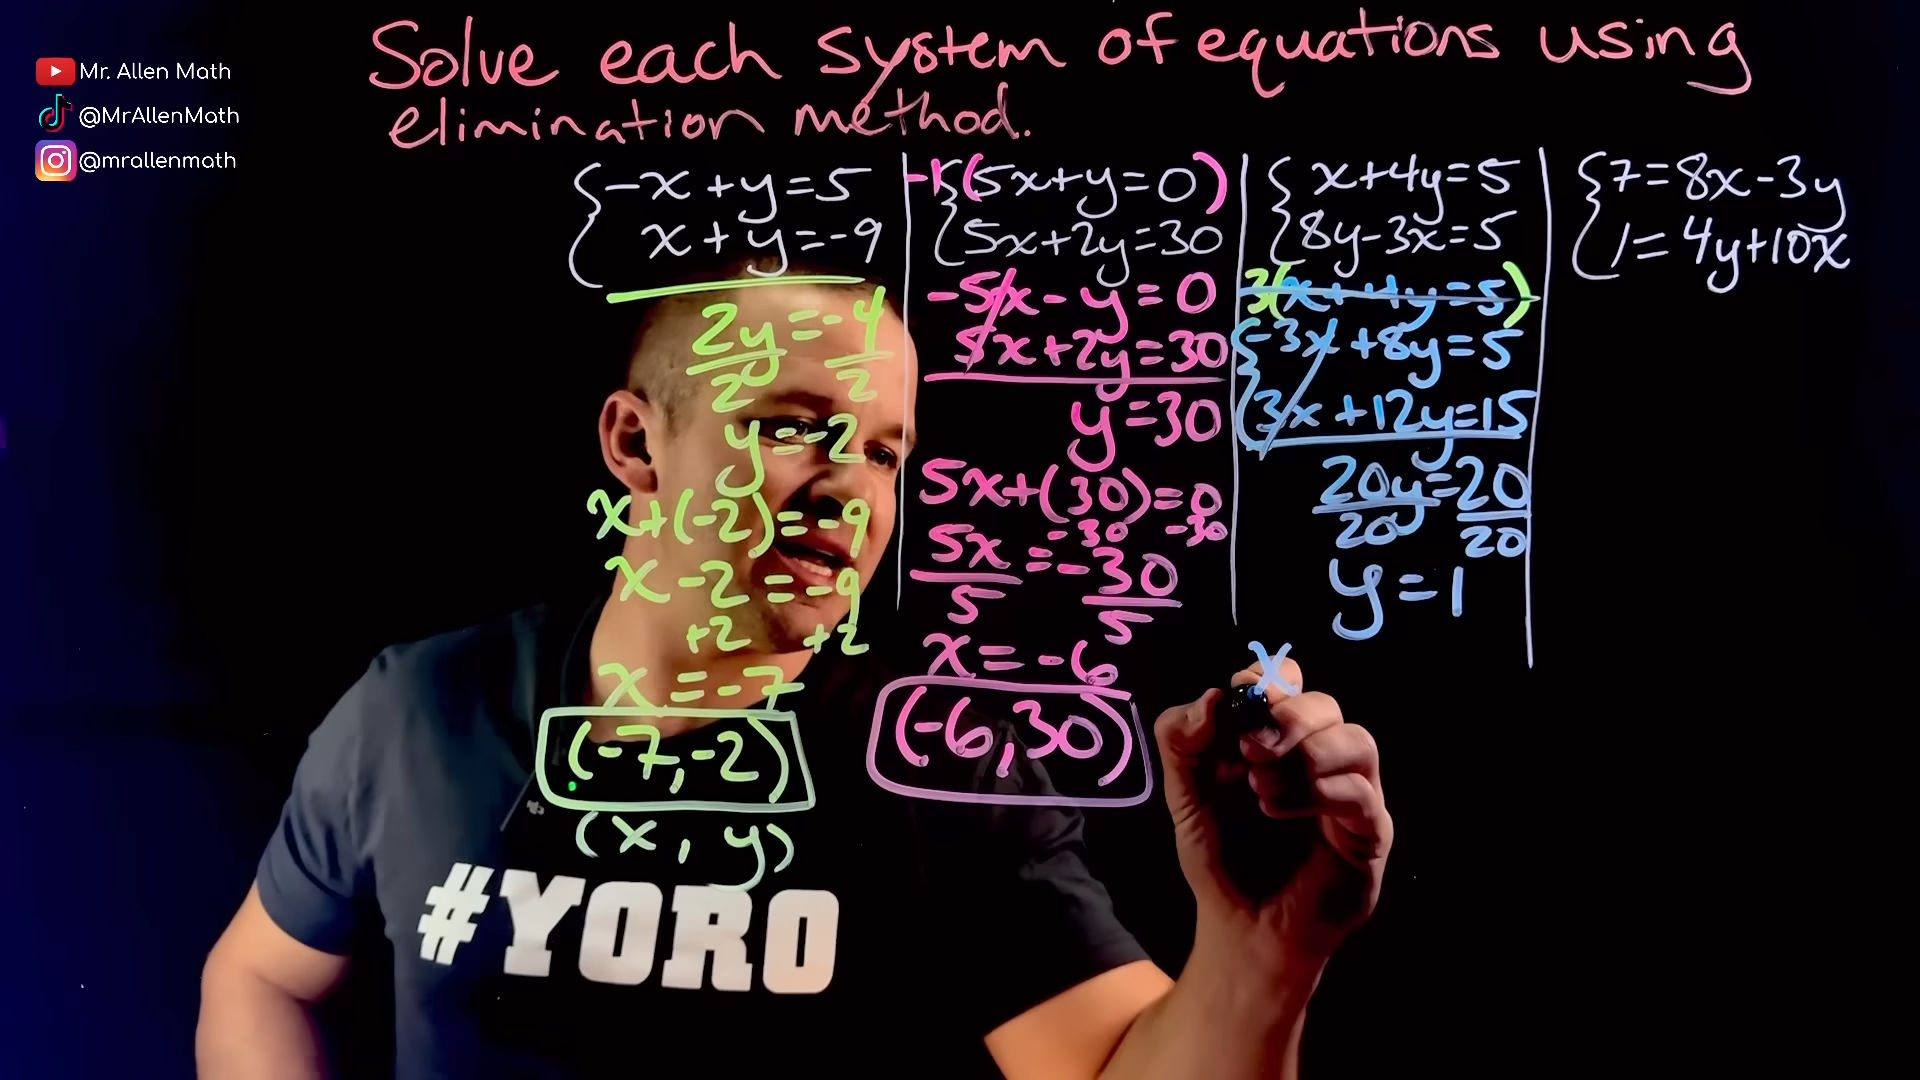 Mr. Allen Math
@MrAllenMath
@mrallenmath
Solve each system of equations using
elimination method.
-x + y = 5
x + y = -9
2y = -4
2 2
y = -2
x + (-2) = -9
x - 2 = -9
+2 +2
x = -7
(-7, -2)
(x, y)
-1(5x + y = 0)
5x + 2y = 30
-5x - y = 0
5x + 2y = 30
y = 30
5x + (30) = 0
-30 -30
5x = -30
5 5
x = -6
(-6, 30)
x + 4y = 5
8y - 3x = 5
3(x + 4y = 5)
-3x + 8y = 5
3x + 12y = 15
20y = 20
20 20
y = 1
x
7 = 8x - 3y
1 = 4y + 10x
#YORO